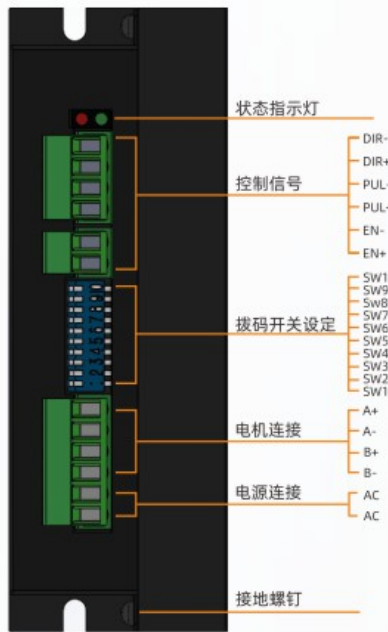 状态指示灯
控制信号
DIR-
DIR+
PUL-
PUL+
EN-
EN+
拨码开关设定
SW1
SW9
Sw8
SW7
SW6
SW5
SW4
SW3
SW2
SW1
电机连接
A+
A-
B+
B-
电源连接
AC
AC
接地螺钉